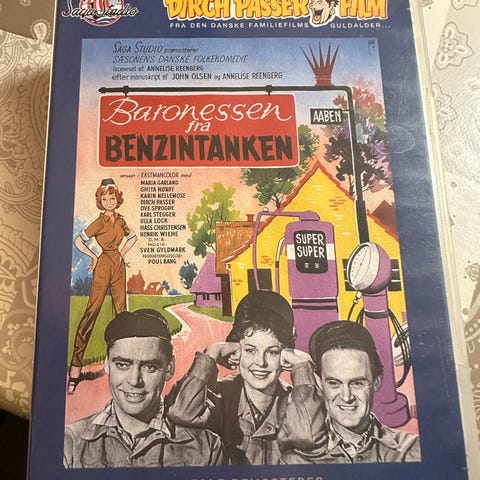 Saga Studio
DIRCH PASSER FILM
FRA DEN DANSKE FAMILIEFILMS GULDALDER...
SAGA STUDIO præsenterer
SÆSONENS DANSKE FOLKEKOMEDIE
iscenesat af ANNELISE REENBERG
efter manuskript af JOHN OLSEN og ANNELISE REENBERG
Baronessen
fra
BENZINTANKEN
AABEN
OPTAGET I EASTMANCOLOR med
MARIA GARLAND
GHITA NØRBY
KARIN NELLEMOSE
DIRCH PASSER
OVE SPROGØE
KARL STEGGER
ULLA LOCK
HASS CHRISTENSEN
HENRIK WIEHE
O.M.A.
MUSIK:
SVEN GYLDMARK
PRODUKTIONSLEDELSE:
POUL BANG
SUPER
SUPER